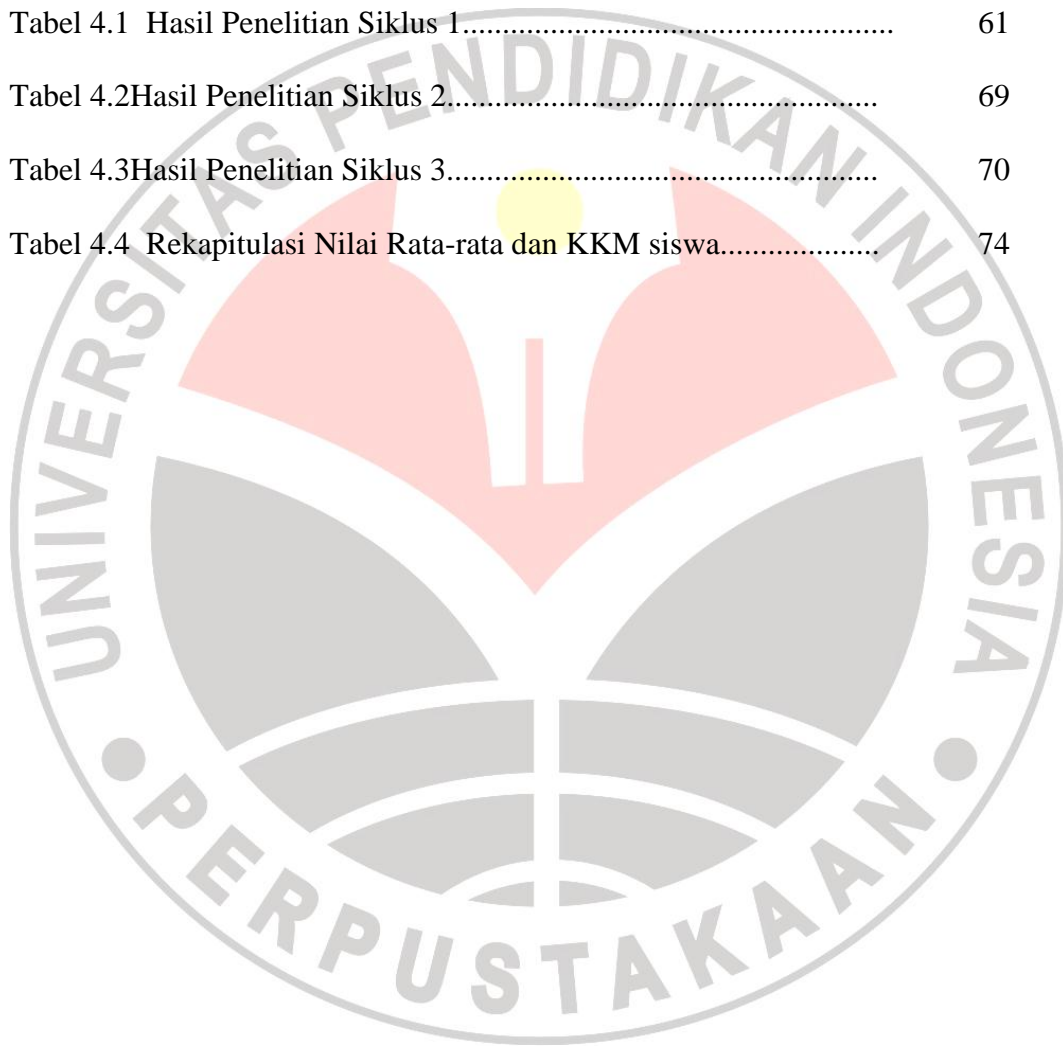 Tabel 4.1  Hasil Penelitian Siklus 1...................................................... 61
Tabel 4.2Hasil Penelitian Siklus 2...................................................... 69
Tabel 4.3Hasil Penelitian Siklus 3...................................................... 70
Tabel 4.4  Rekapitulasi Nilai Rata-rata dan KKM siswa.................... 74
UNIVERSITAS PENDIDIKAN INDONESIA
PERPUSTAKAAN